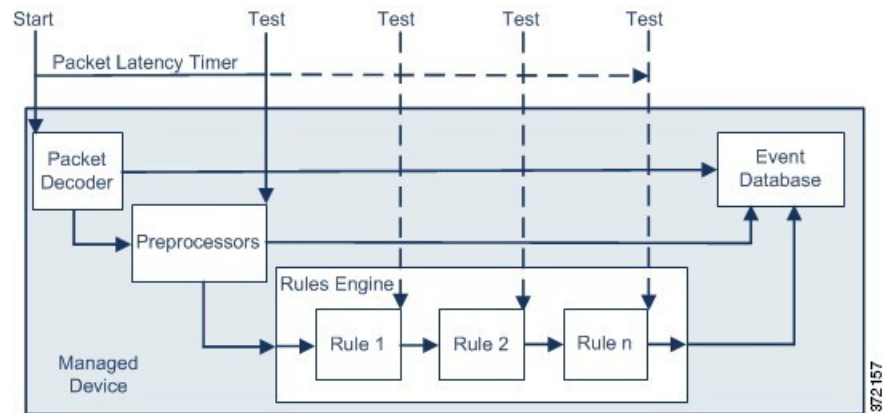 Start
Test
Test
Test
Test
Packet Latency Timer
Packet
Decoder
Event
Database
Preprocessors
Rules Engine
Rule 1
Rule 2
Rule n
Managed
Device
372157